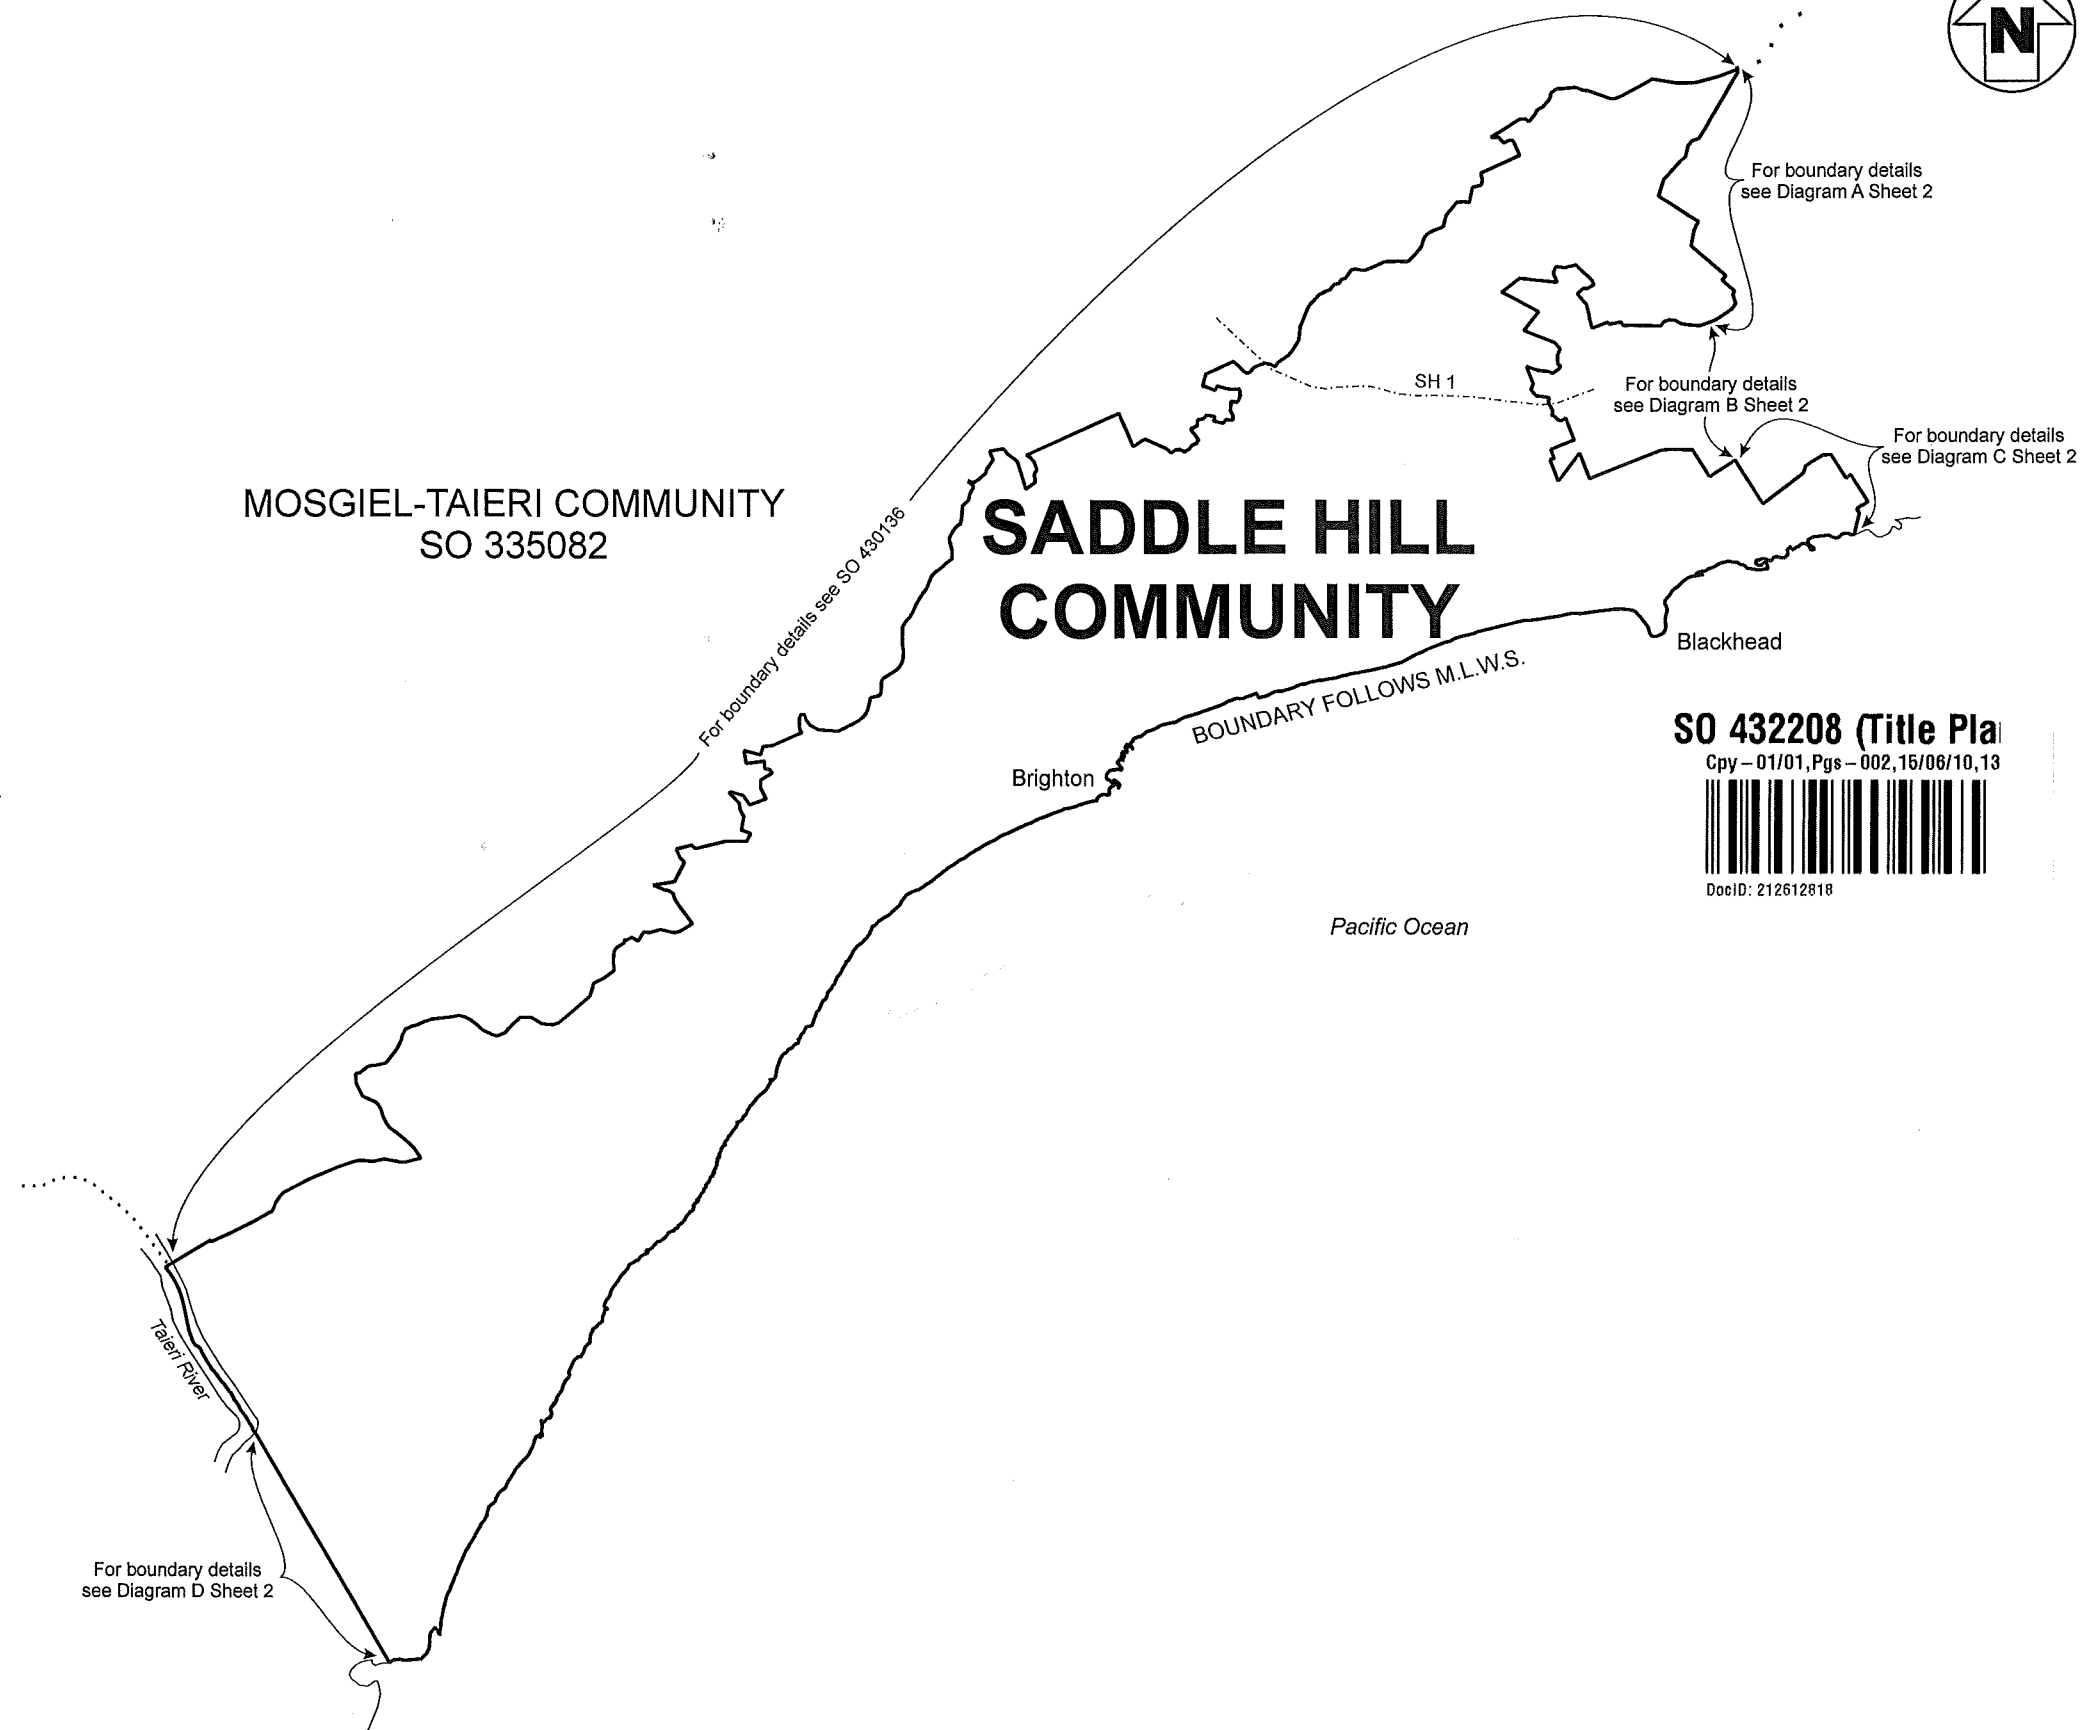 N
For boundary details
see Diagram A Sheet 2
SH 1
For boundary details
see Diagram B Sheet 2
For boundary details
see Diagram C Sheet 2
MOSGIEL-TAIERI COMMUNITY
SO 335082
For boundary details see SO 430136
SADDLE HILL
COMMUNITY
Blackhead
BOUNDARY FOLLOWS M.L.W.S.
SO 432208 (Title Pla
Cpy - 01/01,Pgs - 002,15/06/10,13
DocID: 212612818
Brighton
Pacific Ocean
Taieri River
For boundary details
see Diagram D Sheet 2